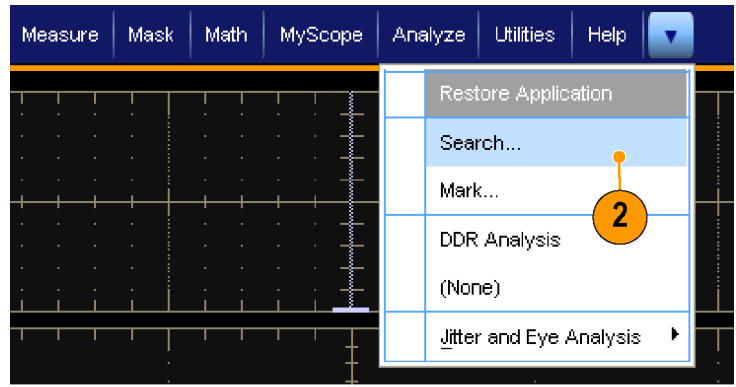 Measure Mask Math MyScope Analyze Utilities Help
Restore Application
Search...
Mark...
2
DDR Analysis
(None)
Jitter and Eye Analysis